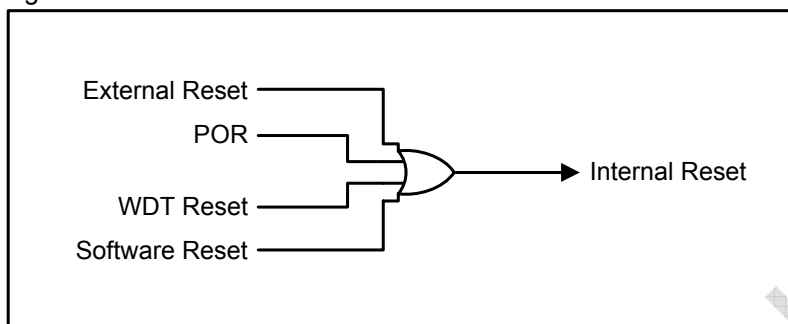 External Reset
POR
WDT Reset
Software Reset
Internal Reset